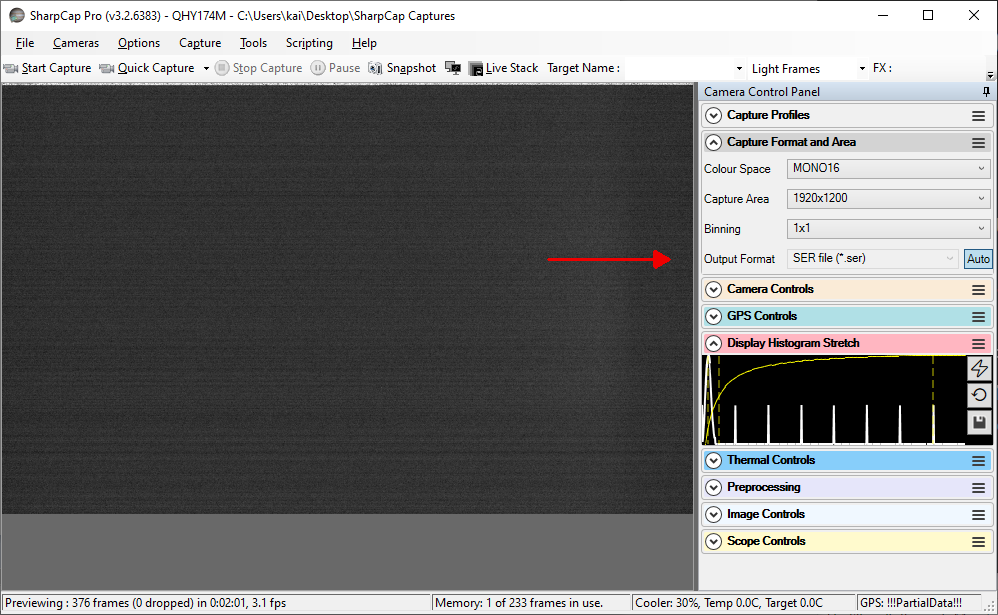 SharpCap Pro (v3.2.6383) - QHY174M - C:\Users\kai\Desktop\SharpCap Captures
File Cameras Options Capture Tools Scripting Help
Start Capture Quick Capture Stop Capture Pause Snapshot Live Stack Target Name : Light Frames FX :
Camera Control Panel
Capture Profiles
Capture Format and Area
Colour Space MONO16
Capture Area 1920x1200
Binning 1x1
Output Format SER file (*.ser) Auto
Camera Controls
GPS Controls
Display Histogram Stretch
Thermal Controls
Preprocessing
Image Controls
Scope Controls
Previewing : 376 frames (0 dropped) in 0:02:01, 3.1 fps Memory: 1 of 233 frames in use. Cooler: 30%, Temp 0.0C, Target 0.0C GPS: !!!PartialData!!!